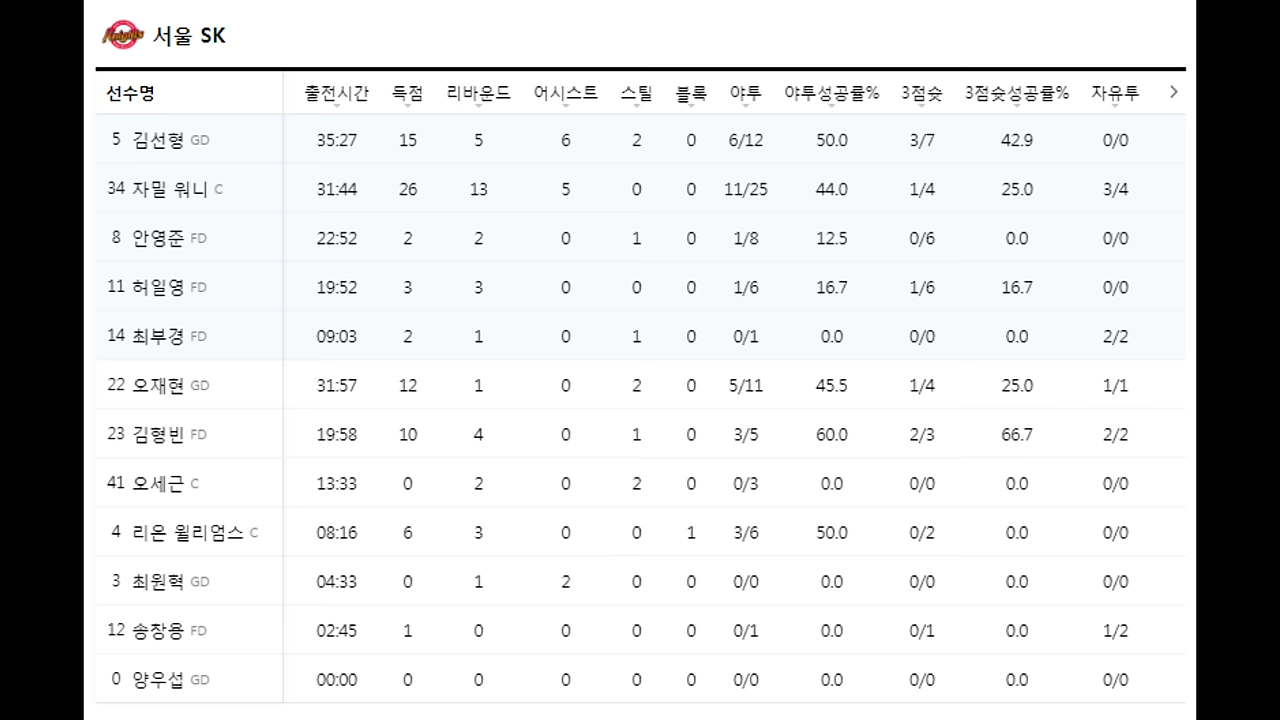 Knights 서울 SK
선수명 출전시간 득점 리바운드 어시스트 스틸 블록 야투 야투성공률% 3점슛 3점슛성공률% 자유투
5 김선형 GD 35:27 15 5 6 2 0 6/12 50.0 3/7 42.9 0/0
34 자밀 워니 C 31:44 26 13 5 0 0 11/25 44.0 1/4 25.0 3/4
8 안영준 FD 22:52 2 2 0 1 0 1/8 12.5 0/6 0.0 0/0
11 허일영 FD 19:52 3 3 0 0 0 1/6 16.7 1/6 16.7 0/0
14 최부경 FD 09:03 2 1 0 1 0 0/1 0.0 0/0 0.0 2/2
22 오재현 GD 31:57 12 1 0 2 0 5/11 45.5 1/4 25.0 1/1
23 김형빈 FD 19:58 10 4 0 1 0 3/5 60.0 2/3 66.7 2/2
41 오세근 C 13:33 0 2 0 2 0 0/3 0.0 0/0 0.0 0/0
4 리온 윌리엄스 C 08:16 6 3 0 0 1 3/6 50.0 0/2 0.0 0/0
3 최원혁 GD 04:33 0 1 2 0 0 0/0 0.0 0/0 0.0 0/0
12 송창용 FD 02:45 1 0 0 0 0 0/1 0.0 0/1 0.0 1/2
0 양우섭 GD 00:00 0 0 0 0 0 0/0 0.0 0/0 0.0 0/0